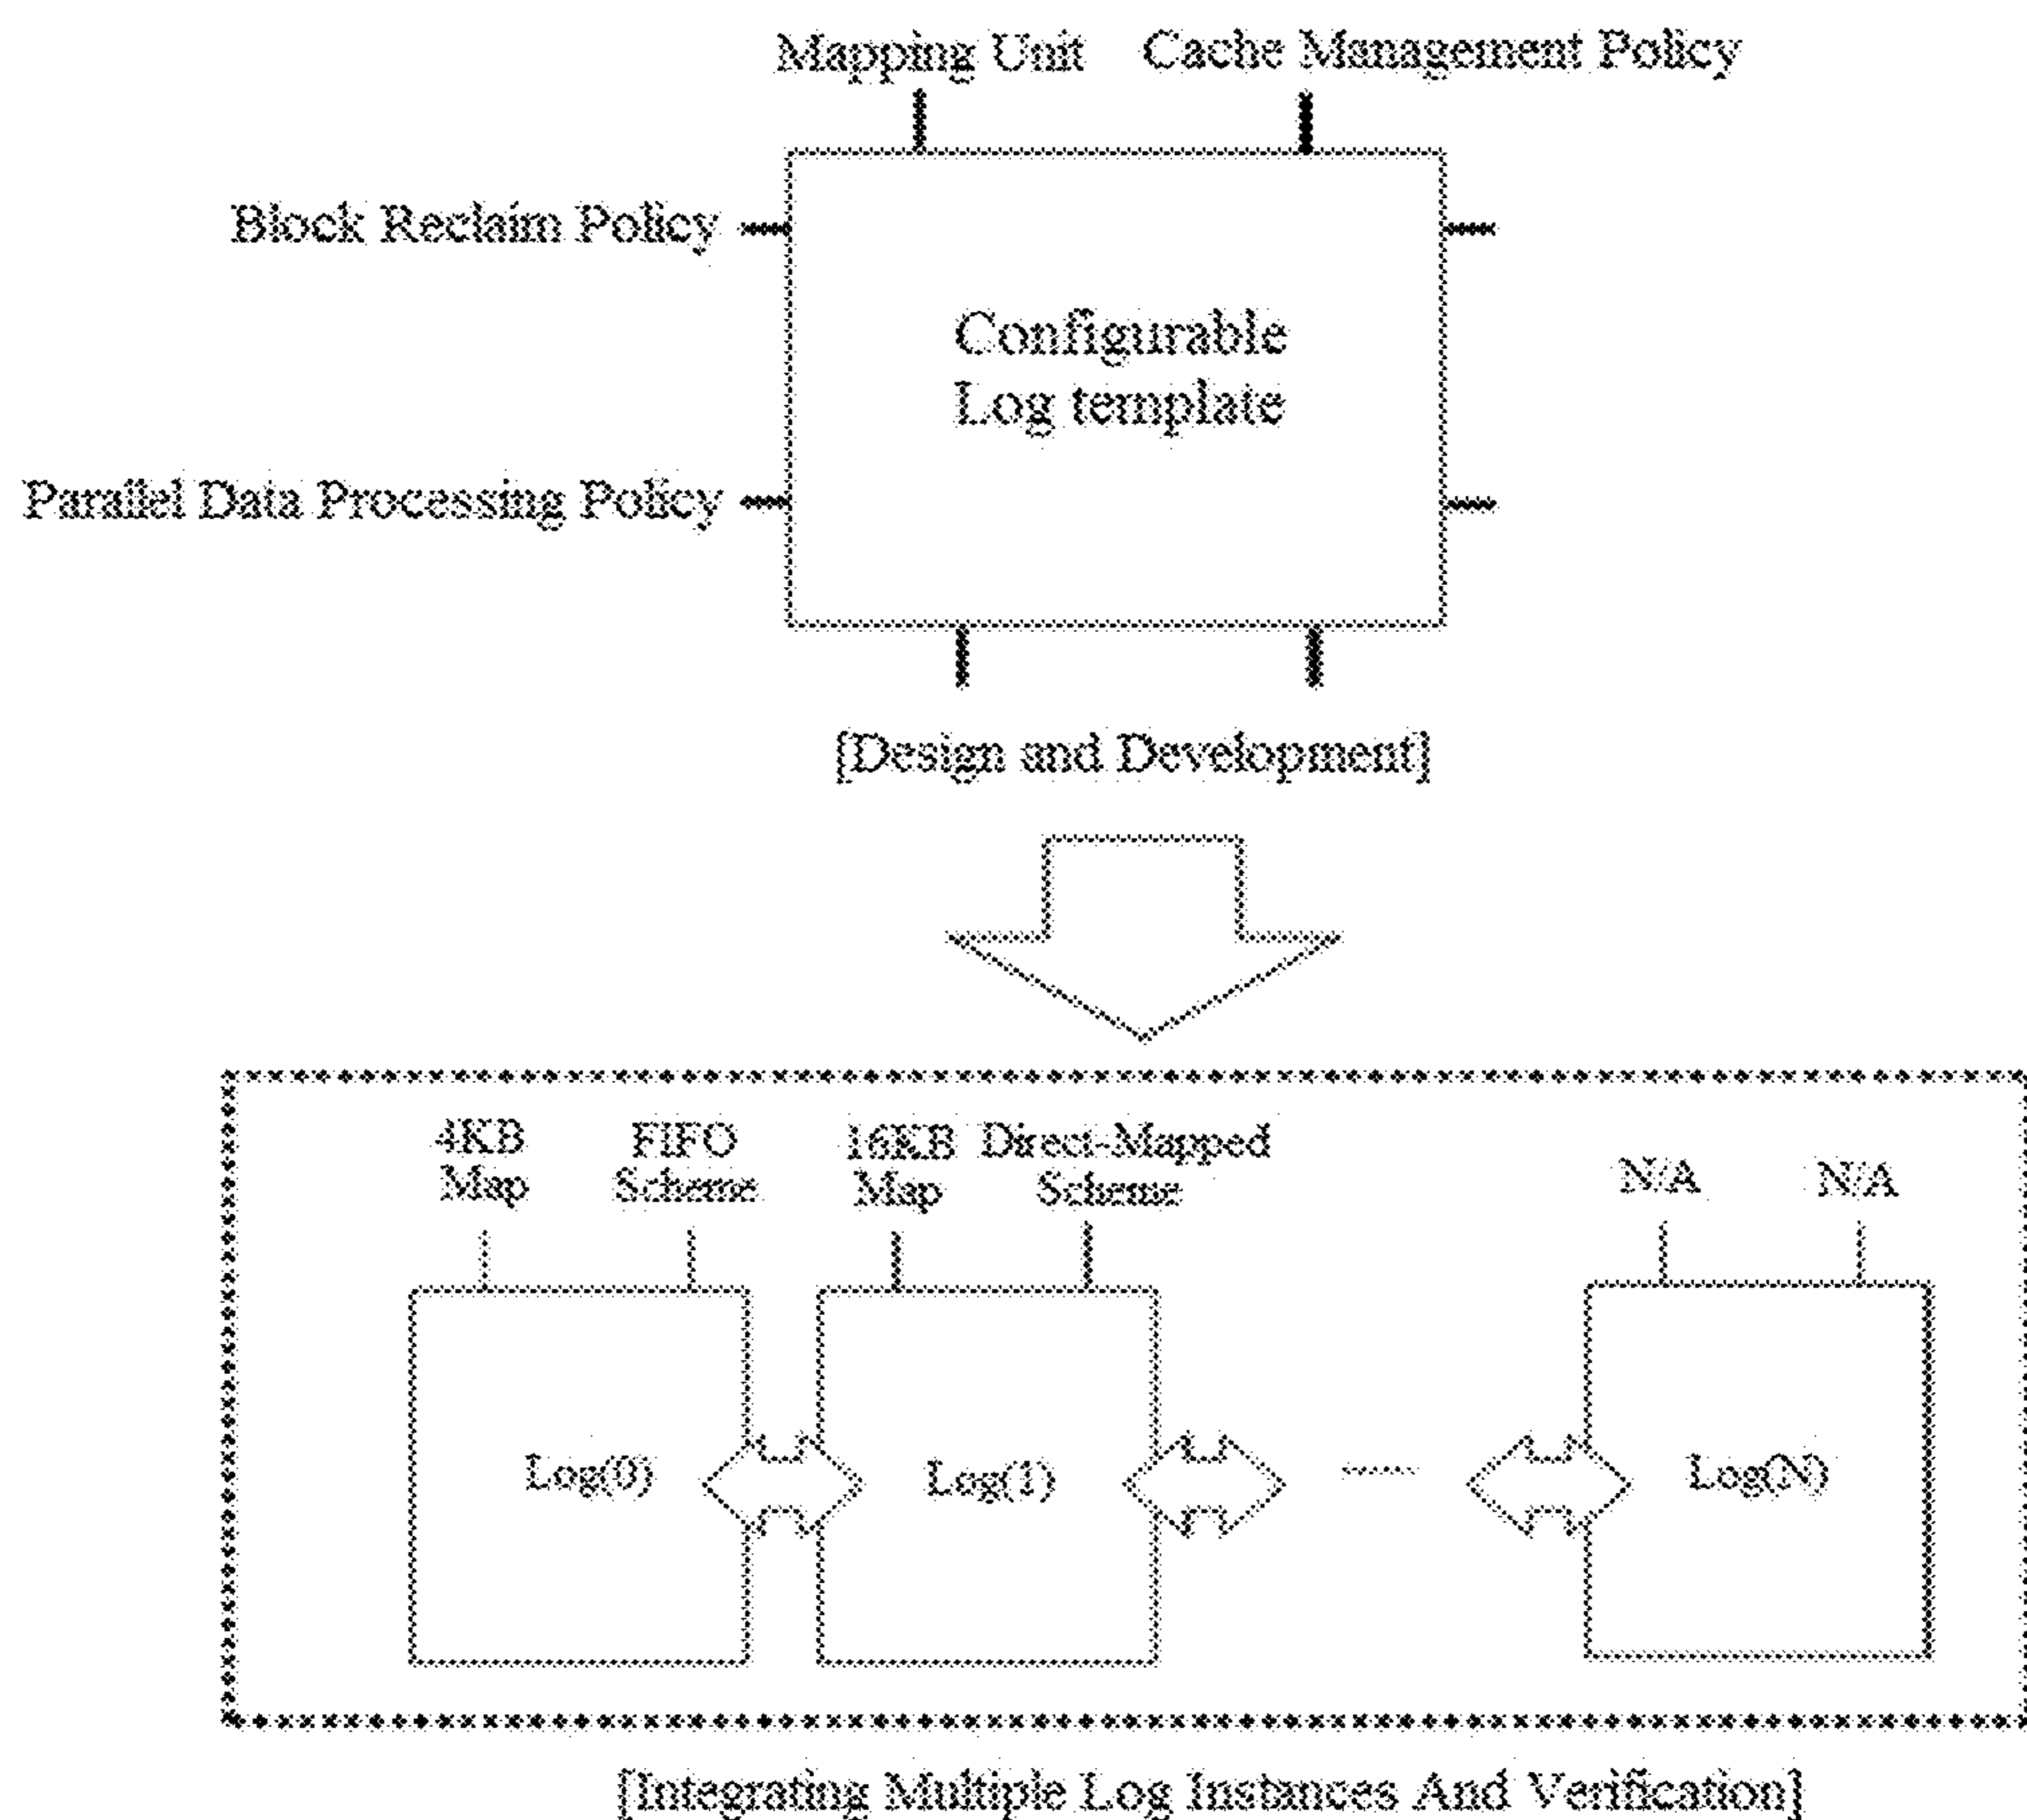 Mapping Unit Cache Management Policy
Block Reclaim Policy
Configurable
Log template
Parallel Data Processing Policy
[Design and Development]
4KB
Map
FIFO
Scheme
16KB
Map
Direct-Mapped
Scheme
N/A
N/A
Log(0)
Log(1)
Log(N)
[Integrating Multiple Log Instances And Verification]